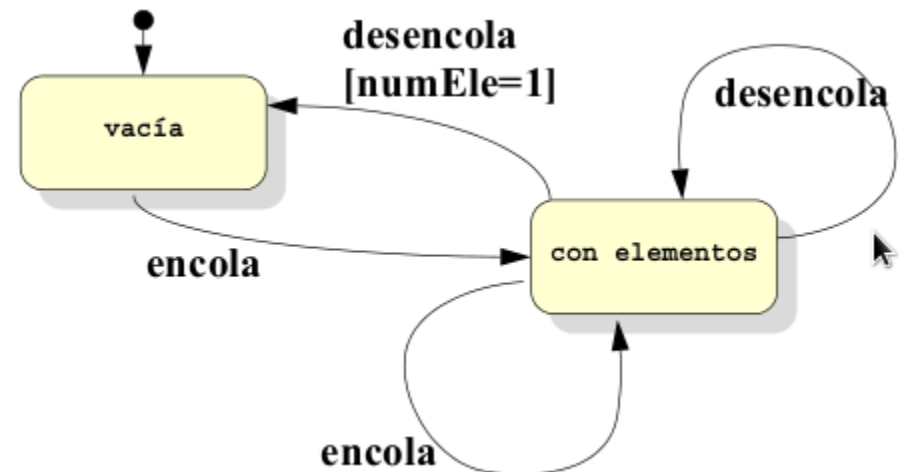 desencola
[numEle=1]
desencola
vacía
con elementos
encola
encola